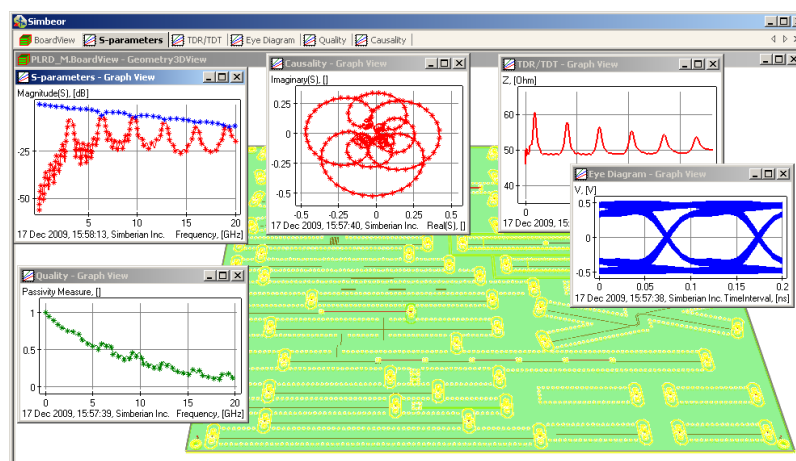 Simbeor
BoardView S-parameters TDR/TDT Eye Diagram Quality Causality
PLRD_M.BoardView - Geometry3DView
S-parameters - Graph View
Magnitude(S), [dB]
-25
-50
5 10 15 20
17 Dec 2009, 15:58:13, Simberian Inc. Frequency, [GHz]
Causality - Graph View
Imaginary(S), []
0.25
0
-0.25
-0.5
-0.5 -0.25 0 0.25 0.5
17 Dec 2009, 15:57:40, Simberian Inc. Real(S), []
TDR/TDT - Graph View
Z, [Ohm]
60
50
40
0
17 Dec 2009, 15:57
Eye Diagram - Graph View
V, [V]
0.5
0
-0.5
0 0.05 0.1 0.15 0.2
17 Dec 2009, 15:57:38, Simberian Inc. TimeInterval, [ns]
Quality - Graph View
Passivity Measure, []
1
0.5
0
0 5 10 15 20
17 Dec 2009, 15:57:39, Simberian Inc. Frequency, [GHz]